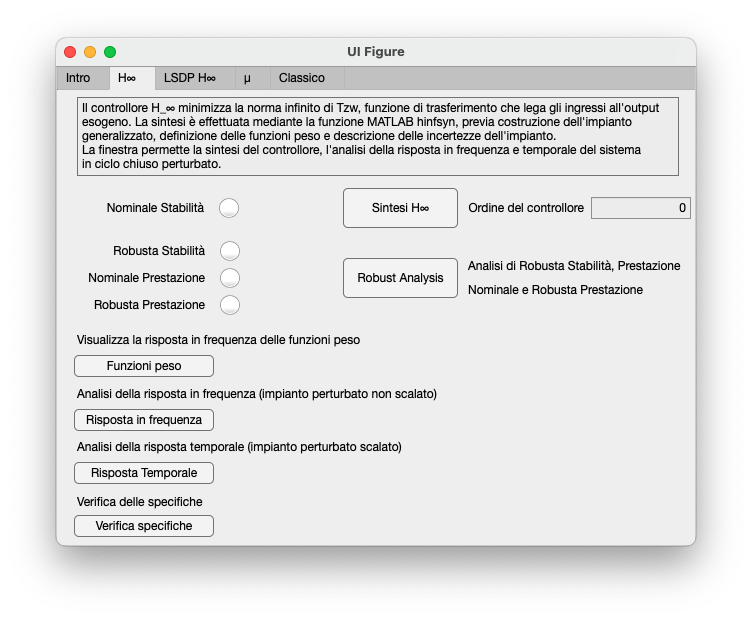 UI Figure
Intro H∞ LSDP H∞ µ Classico
Il controllore H_∞ minimizza la norma infinito di Tzw, funzione di trasferimento che lega gli ingressi all'output
esogeno. La sintesi è effettuata mediante la funzione MATLAB hinfsyn, previa costruzione dell'impianto
generalizzato, definizione delle funzioni peso e descrizione delle incertezze dell'impianto.
La finestra permette la sintesi del controllore, l'analisi della risposta in frequenza e temporale del sistema
in ciclo chiuso perturbato.
Nominale Stabilità Sintesi H∞ Ordine del controllore 0
Robusta Stabilità
Nominale Prestazione
Robusta Prestazione
Robust Analysis
Analisi di Robusta Stabilità, Prestazione
Nominale e Robusta Prestazione
Visualizza la risposta in frequenza delle funzioni peso
Funzioni peso
Analisi della risposta in frequenza (impianto perturbato non scalato)
Risposta in frequenza
Analisi della risposta temporale (impianto perturbato scalato)
Risposta Temporale
Verifica delle specifiche
Verifica specifiche